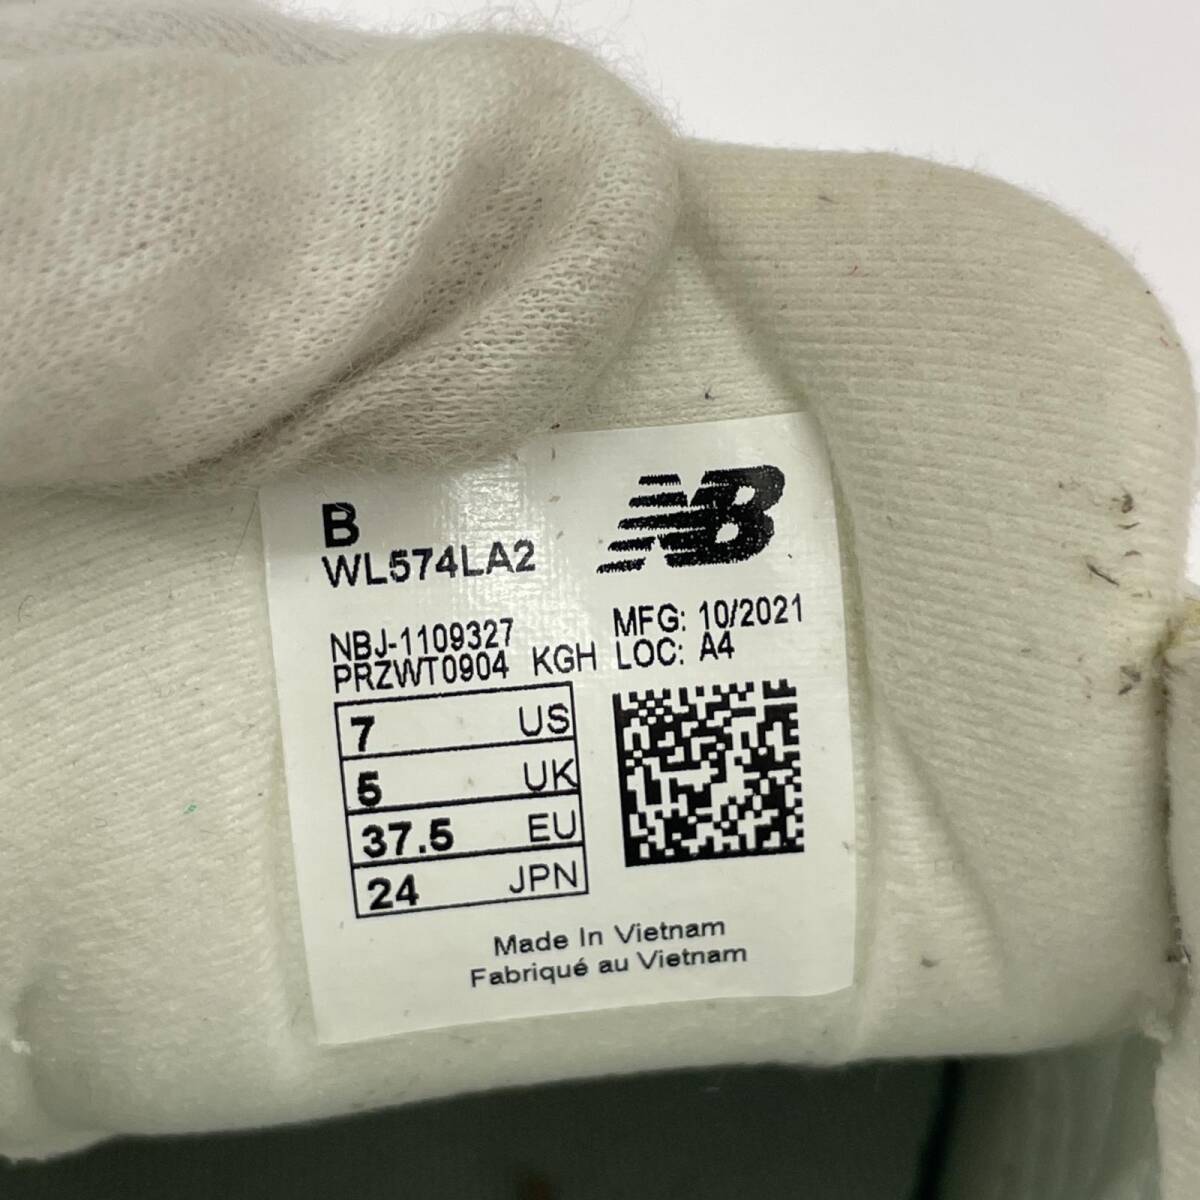 B
WL574LA2
NB
NBJ-1109327 MFG: 10/2021
PRZWT0904 KGH LOC: A4
7 US
5 UK
37.5 EU
24 JPN
Made In Vietnam
Fabriqué au Vietnam